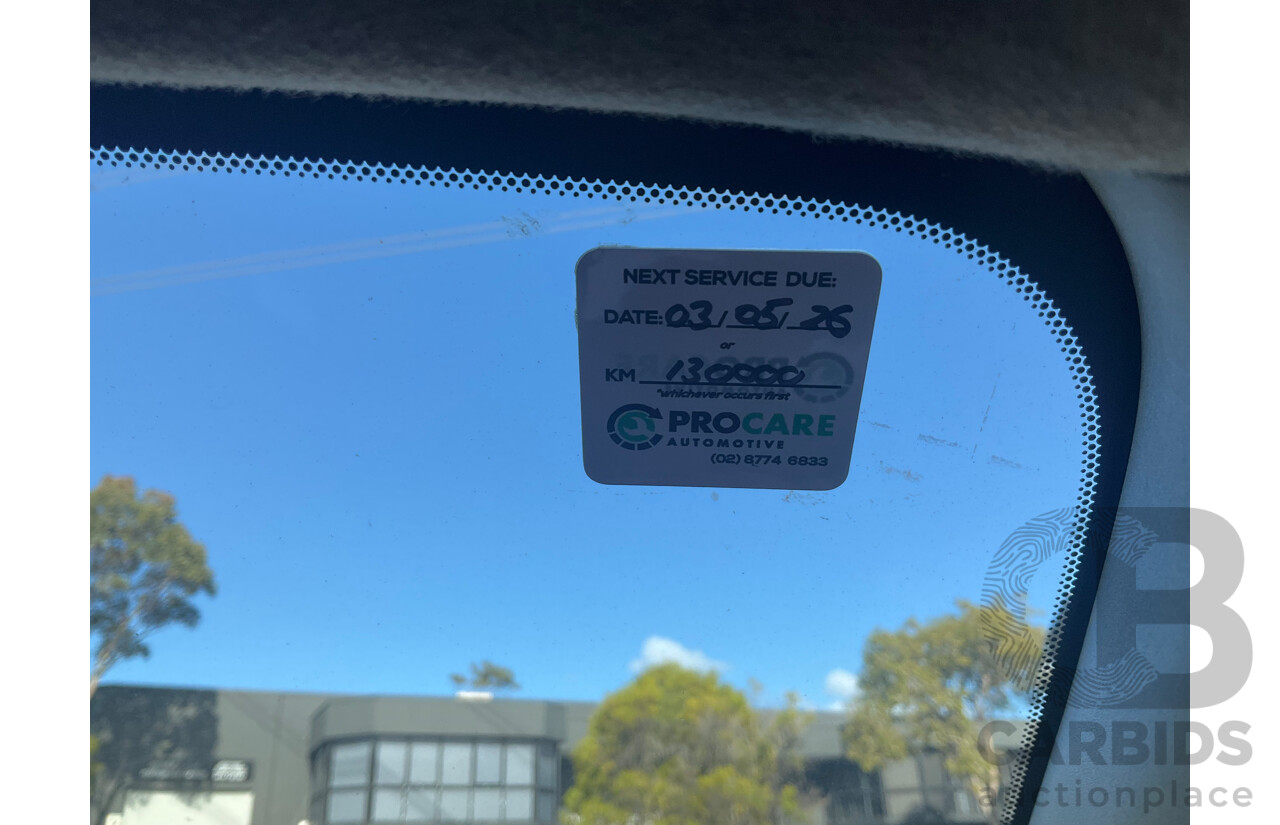 NEXT SERVICE DUE:
DATE: 03/05/26
or
KM 130000
*whichever occurs first
PROCARE
AUTOMOTIVE
(02) 8774 6833
CB
CARBIDS
auctionplace